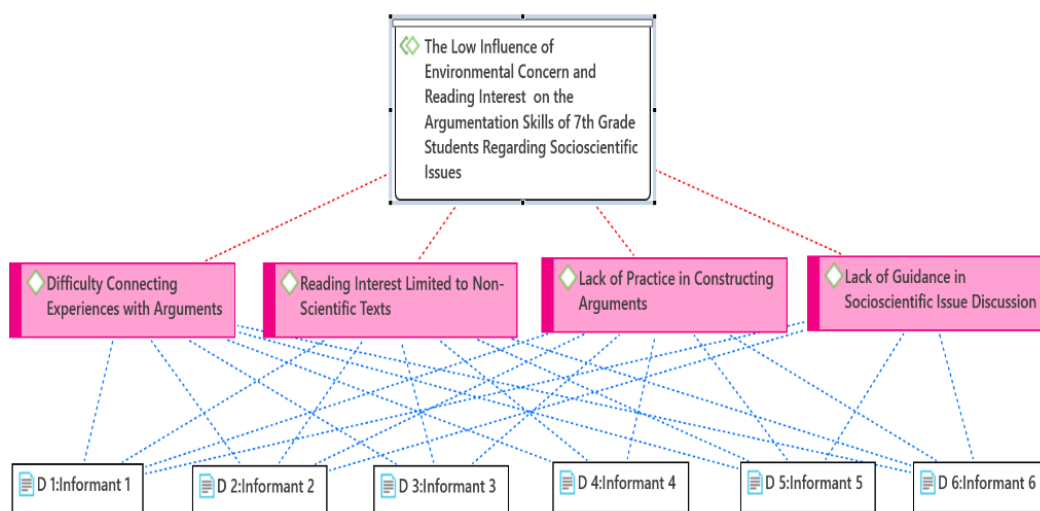 The Low Influence of
Environmental Concern and
Reading Interest on the
Argumentation Skills of 7th Grade
Students Regarding Socioscientific
Issues
Difficulty Connecting
Experiences with Arguments
Reading Interest Limited to Non-
Scientific Texts
Lack of Practice in Constructing
Arguments
Lack of Guidance in
Socioscientific Issue Discussion
D 1:Informant 1
D 2:Informant 2
D 3:Informant 3
D 4:Informant 4
D 5:Informant 5
D 6:Informant 6